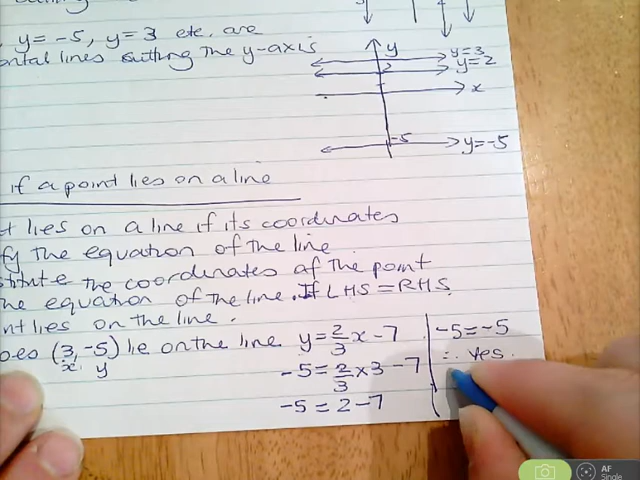 y=-5, y=3 etc. are
ontal lines cutting the y-axis
y
y=3
y=2
2
x
-5
y=-5
if a point lies on a line
t lies on a line if its coordinates
fy the equation of the line
stitute the coordinates of the point
he equation of the line. If LHS=RHS
nt lies on the line.
oes (3,-5) lie on the line y=2/3x-7
x y
-5=2/3×3-7
-5=2-7
-5=-5
∴ yes.
AF
Single